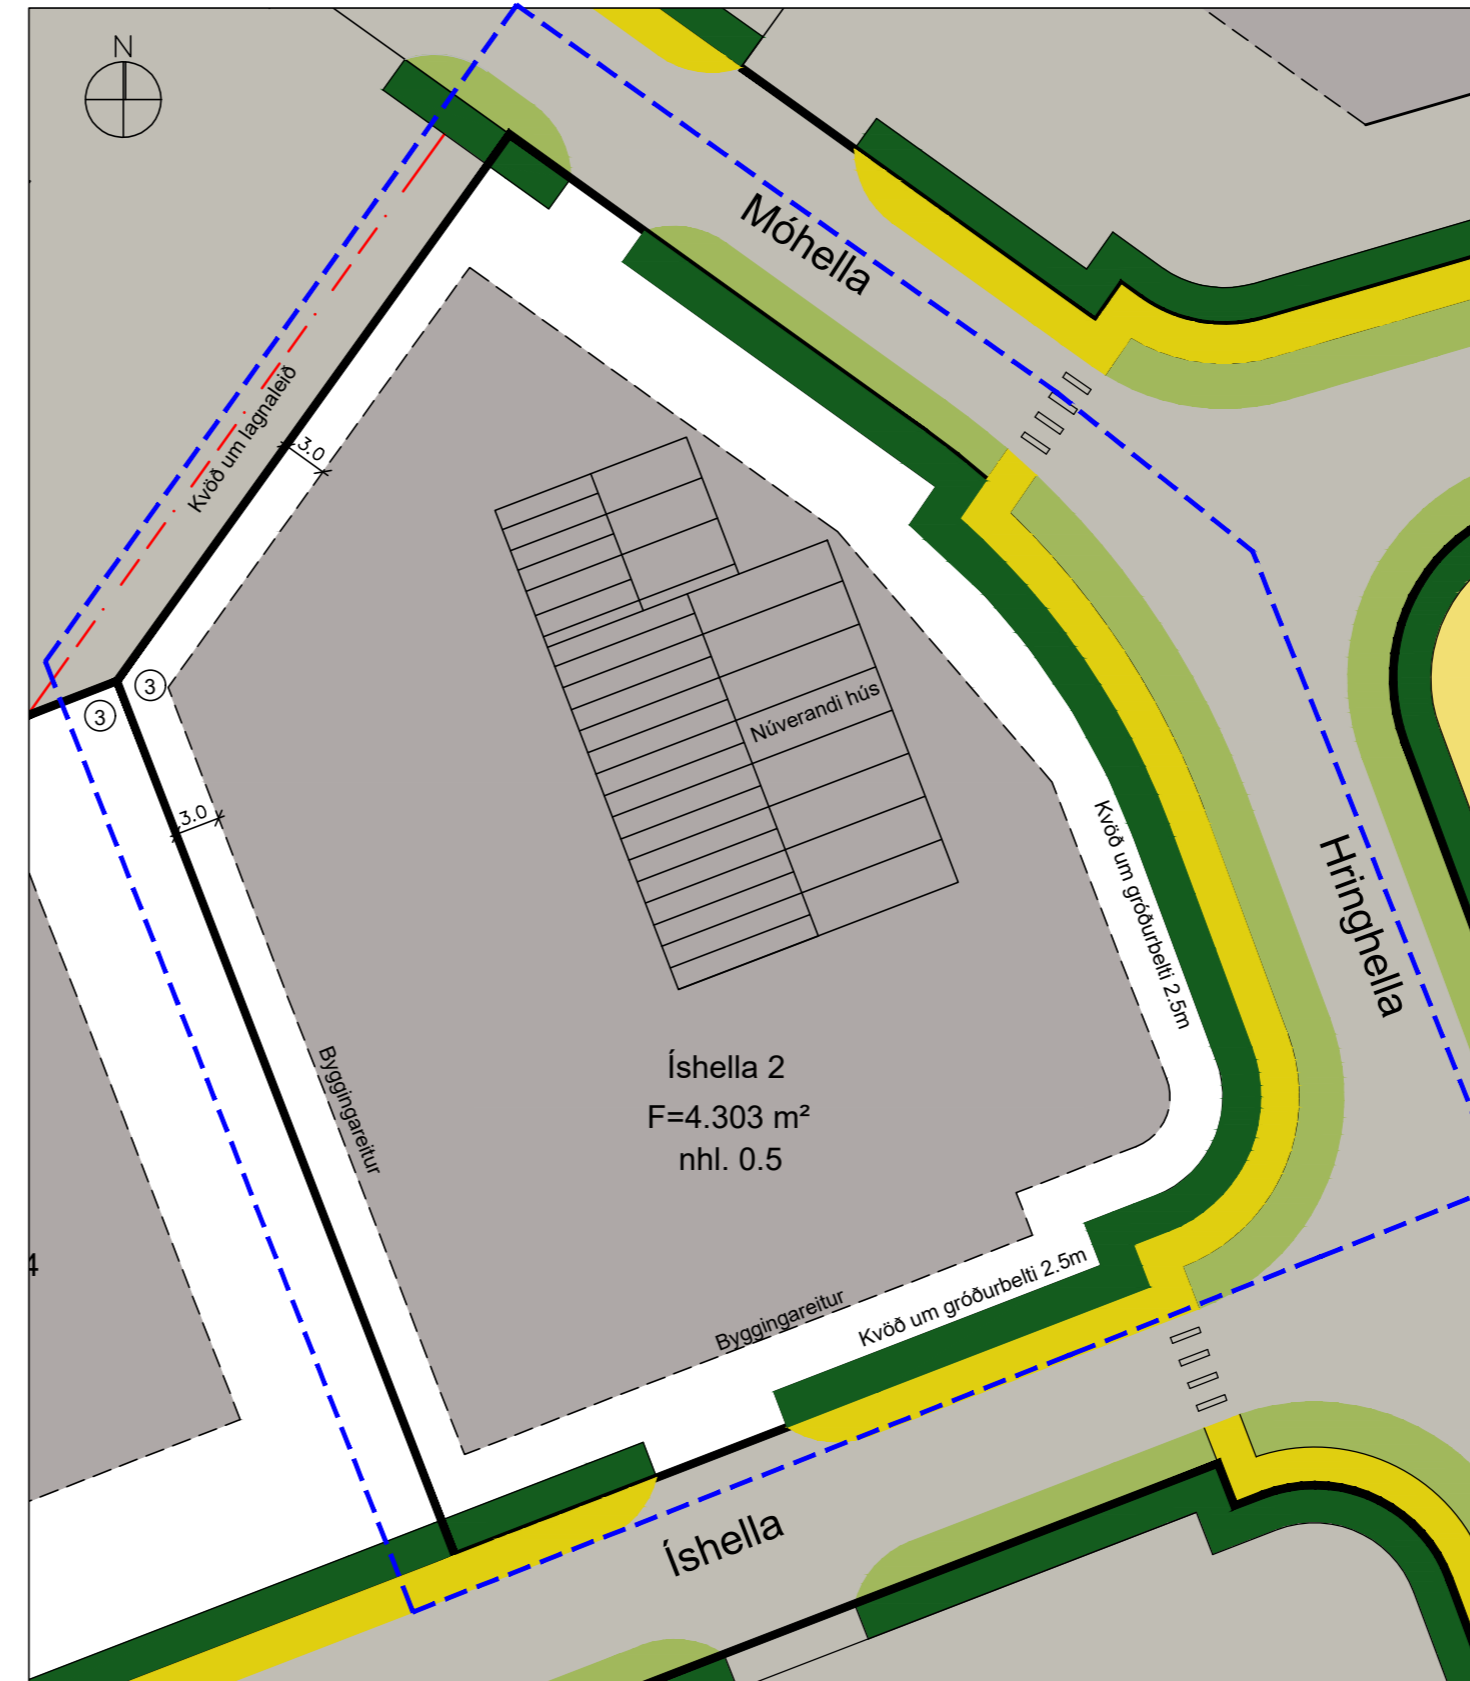 N
Móhella
Kvöð um lagnaleið
3.0
3
3
Núverandi hús
3.0
Kvöð um gróðurbelti 2.5m
Hringhella
Byggingareitur
Íshella 2
F=4.303 m²
nhl. 0.5
4
Kvöð um gróðurbelti 2.5m
Byggingareitur
Íshella